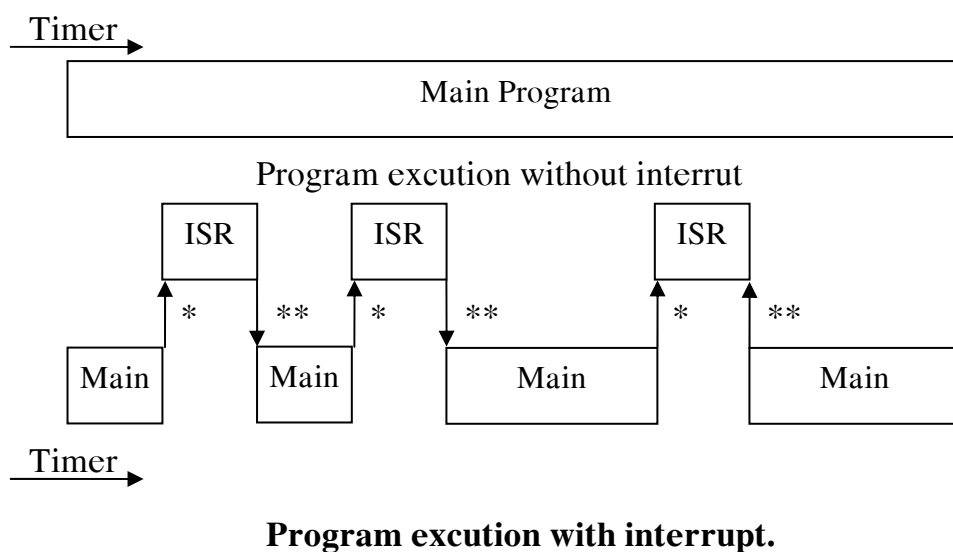 Timer
Main Program
Program excution without interrut
ISR ISR ISR
* ** * ** * **
Main Main Main Main
Timer
Program excution with interrupt.